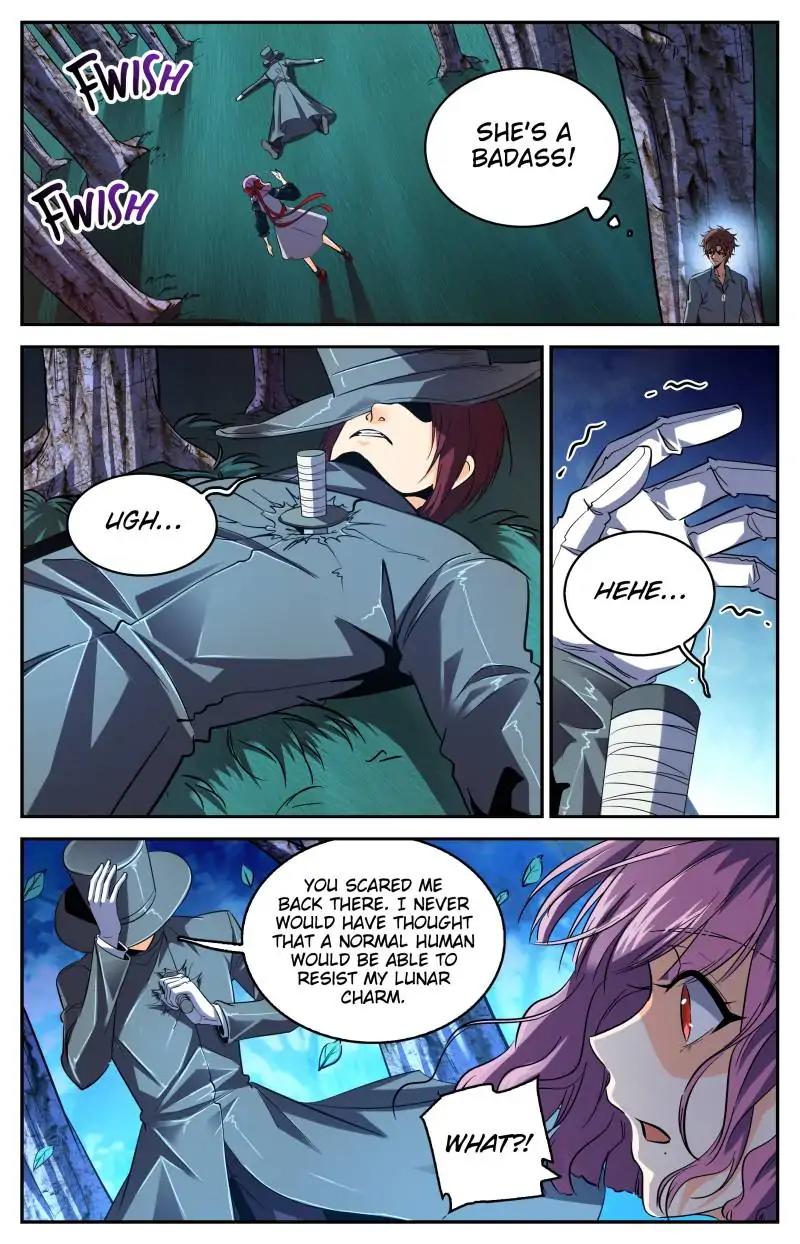 FWISH
FWISH
SHE'S A
BADASS!
UGH...
HEHE...
YOU SCARED ME
BACK THERE. I NEVER
WOULD HAVE THOUGHT
THAT A NORMAL HUMAN
WOULD BE ABLE TO
RESIST MY LUNAR
CHARM.
WHAT?!